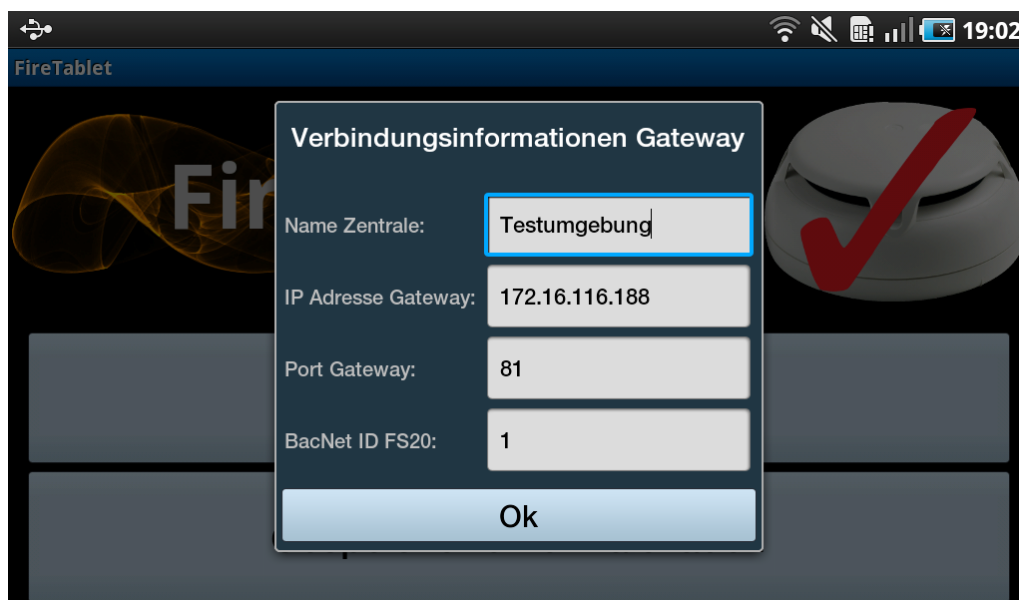 19:02
FireTablet
Fir
Verbindungsinformationen Gateway
Name Zentrale: Testumgebung
IP Adresse Gateway: 172.16.116.188
Port Gateway: 81
BacNet ID FS20: 1
Ok